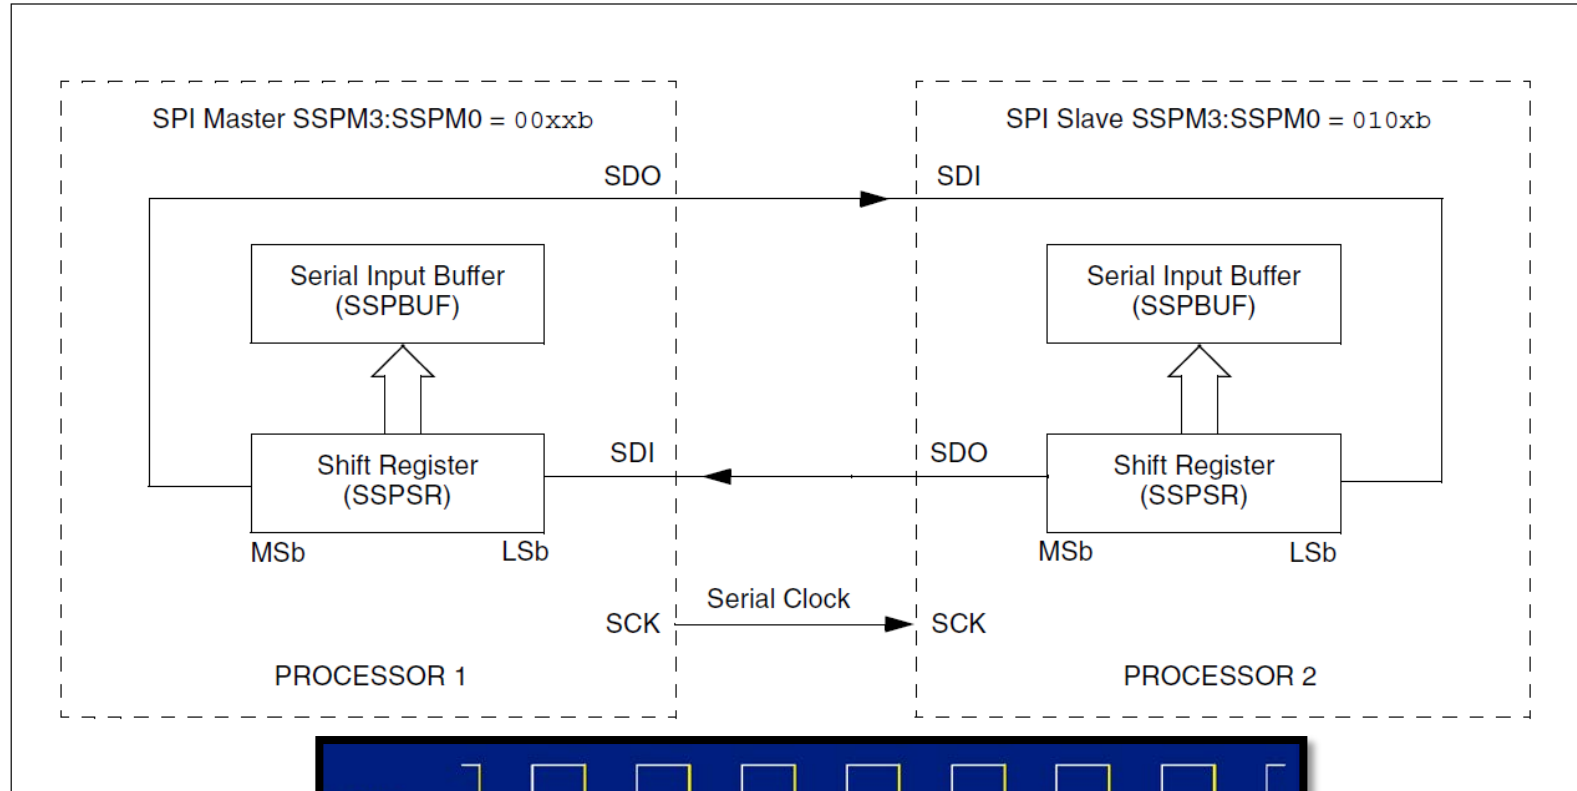 SPI Master SSPM3:SSPM0 = 00xxb
SPI Slave SSPM3:SSPM0 = 010xb
SDO
SDI
Serial Input Buffer
(SSPBUF)
Serial Input Buffer
(SSPBUF)
SDI
SDO
Shift Register
(SSPSR)
Shift Register
(SSPSR)
MSb
LSb
MSb
LSb
Serial Clock
SCK
SCK
PROCESSOR 1
PROCESSOR 2